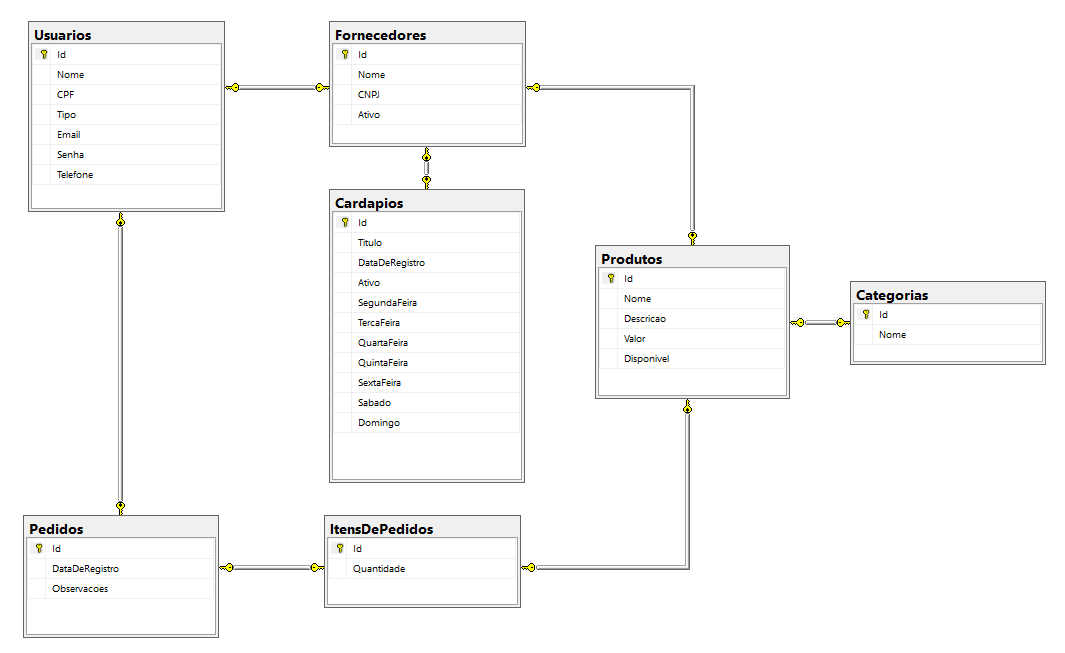 Usuarios
Id
Nome
CPF
Tipo
Email
Senha
Telefone
Fornecedores
Id
Nome
CNPJ
Ativo
Cardapios
Id
Titulo
DataDeRegistro
Ativo
SegundaFeira
TercaFeira
QuartaFeira
QuintaFeira
SextaFeira
Sabado
Domingo
Produtos
Id
Nome
Descricao
Valor
Disponivel
Categorias
Id
Nome
Pedidos
Id
DataDeRegistro
Observacoes
ItensDePedidos
Id
Quantidade